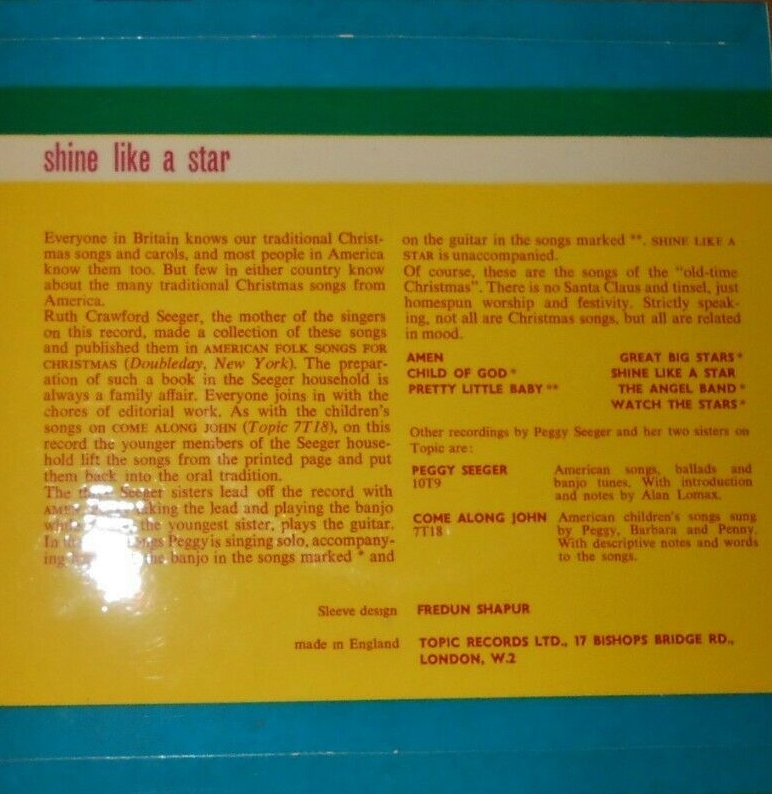 shine like a star
Everyone in Britain knows our traditional Christ-
mas songs and carols, and most people in America
know them too. But few in either country know
about the many traditional Christmas songs from
America.
Ruth Crawford Seeger, the mother of the singers
on this record, made a collection of these songs
and published them in AMERICAN FOLK SONGS FOR
CHRISTMAS (Doubleday, New York). The prepar-
ation of such a book in the Seeger household is
always a family affair. Everyone joins in with the
chores of editorial work. As with the children's
songs on COME ALONG JOHN (Topic 7T18), on this
record the younger members of the Seeger house-
hold lift the songs from the printed page and put
them back into the oral tradition.
The Seeger sisters lead off the record with
taking the lead and playing the banjo
the youngest sister, plays the guitar.
Peggy is singing solo, accompany-
the banjo in the songs marked * and
on the guitar in the songs marked **. SHINE LIKE A
STAR is unaccompanied.
Of course, these are the songs of the "old-time
Christmas". There is no Santa Claus and tinsel, just
homespun worship and festivity. Strictly speak-
ing, not all are Christmas songs, but all are related
in mood.
AMEN
CHILD OF GOD *
PRETTY LITTLE BABY **
GREAT BIG STARS *
SHINE LIKE A STAR
THE ANGEL BAND *
WATCH THE STARS *
Other recordings by Peggy Seeger and her two sisters on
Topic are:
PEGGY SEEGER
10T9
American songs, ballads and
banjo tunes. With introduction
and notes by Alan Lomax.
COME ALONG JOHN
7T18
American children's songs sung
by Peggy, Barbara and Penny.
With descriptive notes and words
to the songs.
Sleeve design FREDUN SHAPUR
made in England TOPIC RECORDS LTD., 17 BISHOPS BRIDGE RD.,
LONDON, W.2